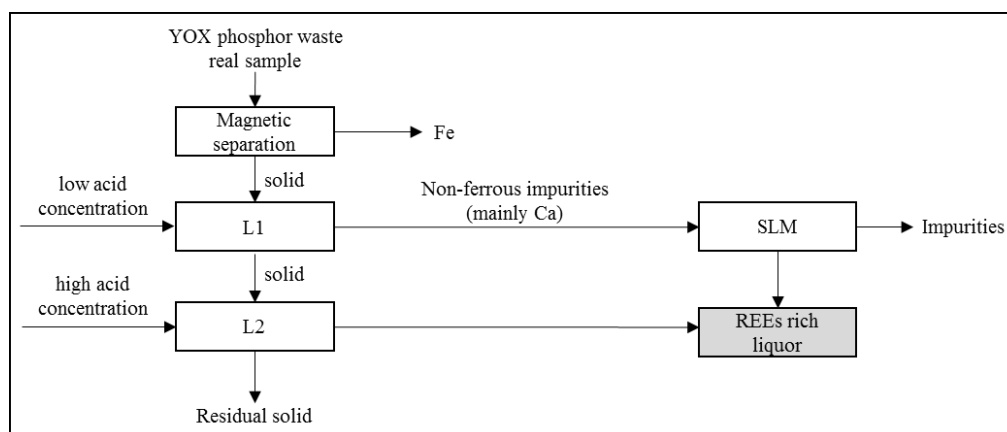 YOX phosphor waste
real sample
Magnetic
separation
Fe
solid
low acid
concentration
Non-ferrous impurities
(mainly Ca)
L1
SLM
Impurities
solid
high acid
concentration
L2
REEs rich
liquor
Residual solid